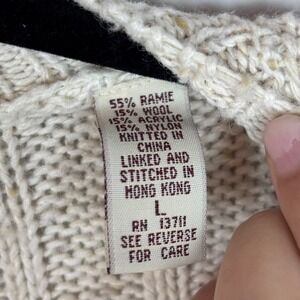 55% RAMIE
15% WOOL
15% ACRYLIC
15% NYLON
KNITTED IN
CHINA
LINKED AND
STITCHED IN
HONG KONG
L
RN 13711
SEE REVERSE
FOR CARE